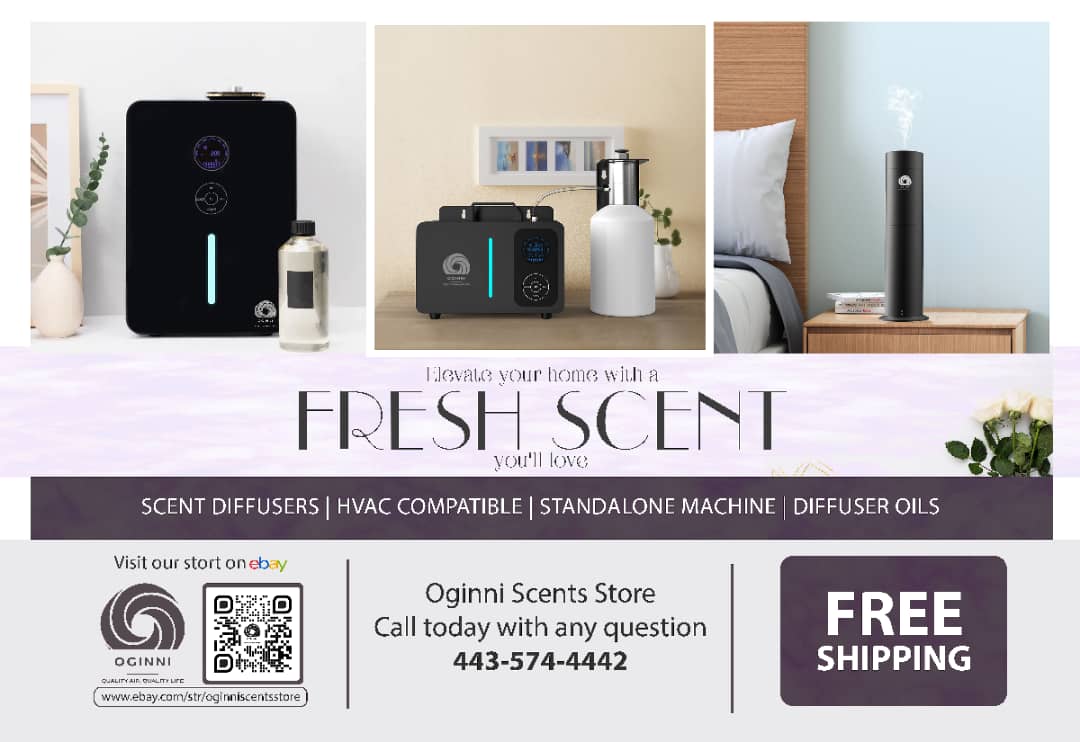 OGINNI
Elevate your home with a
FRESH SCENT
you'll love
SCENT DIFFUSERS | HVAC COMPATIBLE | STANDALONE MACHINE | DIFFUSER OILS
Visit our stort on ebay
OGINNI
QUALITY AIR, QUALITY LIFE
www.ebay.com/str/oginniscentsstore
Oginni Scents Store
Call today with any question
443-574-4442
FREE
SHIPPING